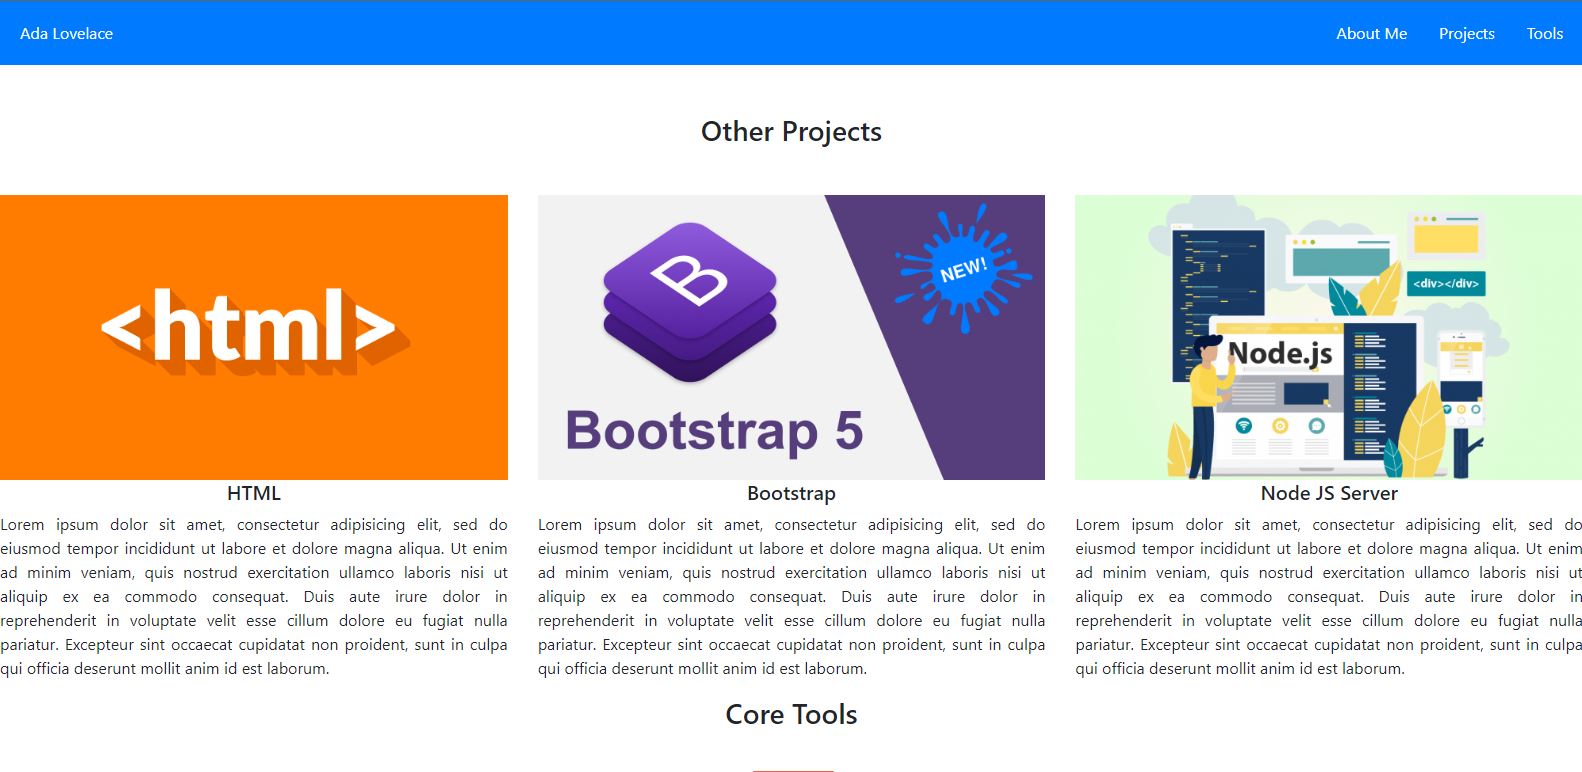 Ada Lovelace
About Me
Projects
Tools
Other Projects
<html>
B
NEW!
Bootstrap 5
<div></div>
Node.js
HTML
Lorem ipsum dolor sit amet, consectetur adipisicing elit, sed do
eiusmod tempor incididunt ut labore et dolore magna aliqua. Ut enim
ad minim veniam, quis nostrud exercitation ullamco laboris nisi ut
aliquip ex ea commodo consequat. Duis aute irure dolor in
reprehenderit in voluptate velit esse cillum dolore eu fugiat nulla
pariatur. Excepteur sint occaecat cupidatat non proident, sunt in culpa
qui officia deserunt mollit anim id est laborum.
Bootstrap
Lorem ipsum dolor sit amet, consectetur adipisicing elit, sed do
eiusmod tempor incididunt ut labore et dolore magna aliqua. Ut enim
ad minim veniam, quis nostrud exercitation ullamco laboris nisi ut
aliquip ex ea commodo consequat. Duis aute irure dolor in
reprehenderit in voluptate velit esse cillum dolore eu fugiat nulla
pariatur. Excepteur sint occaecat cupidatat non proident, sunt in culpa
qui officia deserunt mollit anim id est laborum.
Node JS Server
Lorem ipsum dolor sit amet, consectetur adipisicing elit, sed do
eiusmod tempor incididunt ut labore et dolore magna aliqua. Ut enim
ad minim veniam, quis nostrud exercitation ullamco laboris nisi ut
aliquip ex ea commodo consequat. Duis aute irure dolor in
reprehenderit in voluptate velit esse cillum dolore eu fugiat nulla
pariatur. Excepteur sint occaecat cupidatat non proident, sunt in culpa
qui officia deserunt mollit anim id est laborum.
Core Tools